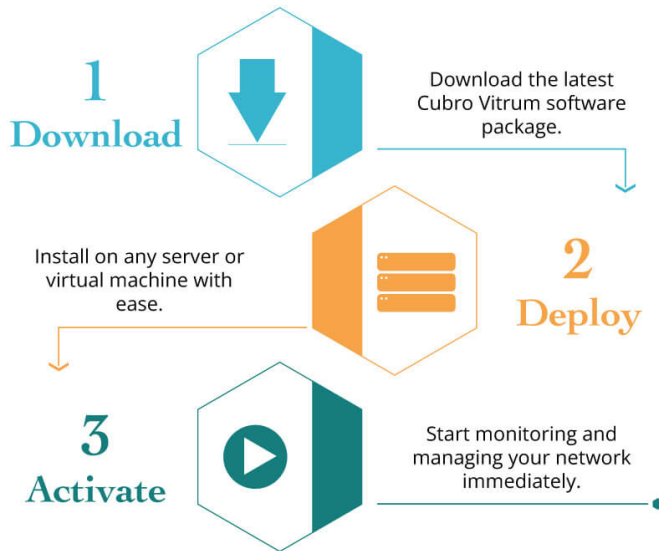 1
Download
Download the latest
Cubro Vitrum software
package.
2
Deploy
Install on any server or
virtual machine with
ease.
3
Activate
Start monitoring and
managing your network
immediately.